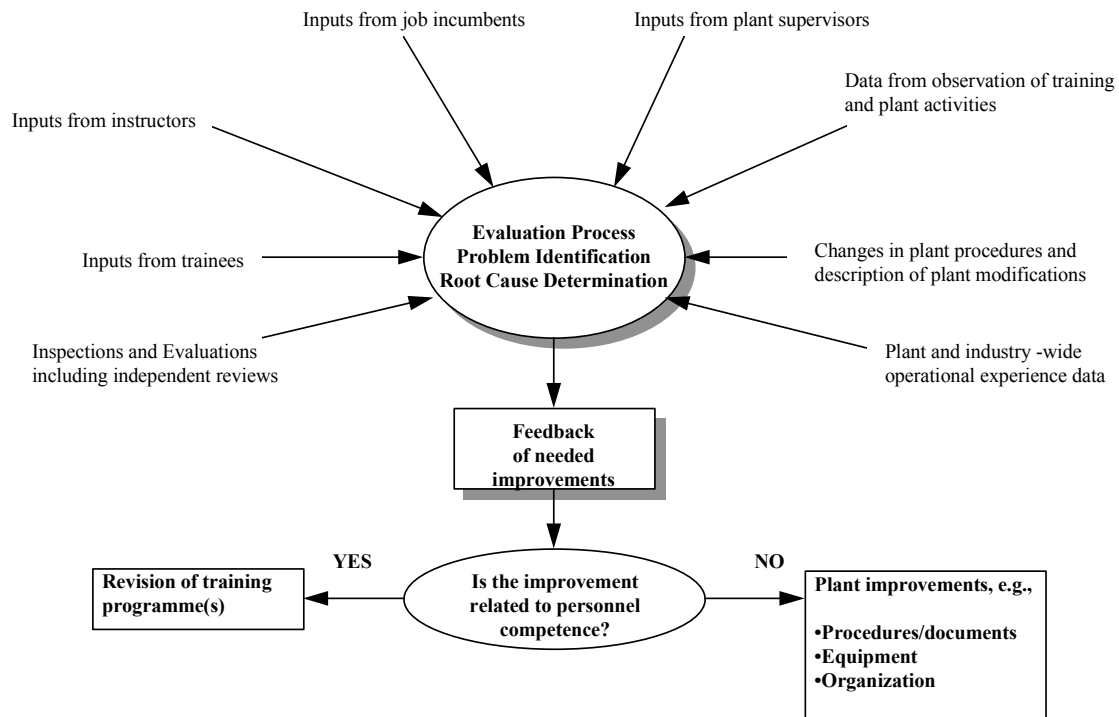 Inputs from job incumbents
Inputs from plant supervisors
Data from observation of training
and plant activities
Inputs from instructors
Evaluation Process
Problem Identification
Root Cause Determination
Inputs from trainees
Changes in plant procedures and
description of plant modifications
Inspections and Evaluations
including independent reviews
Plant and industry -wide
operational experience data
Feedback
of needed
improvements
YES
NO
Revision of training
programme(s)
Is the improvement
related to personnel
competence?
Plant improvements, e.g.,
•Procedures/documents
•Equipment
•Organization